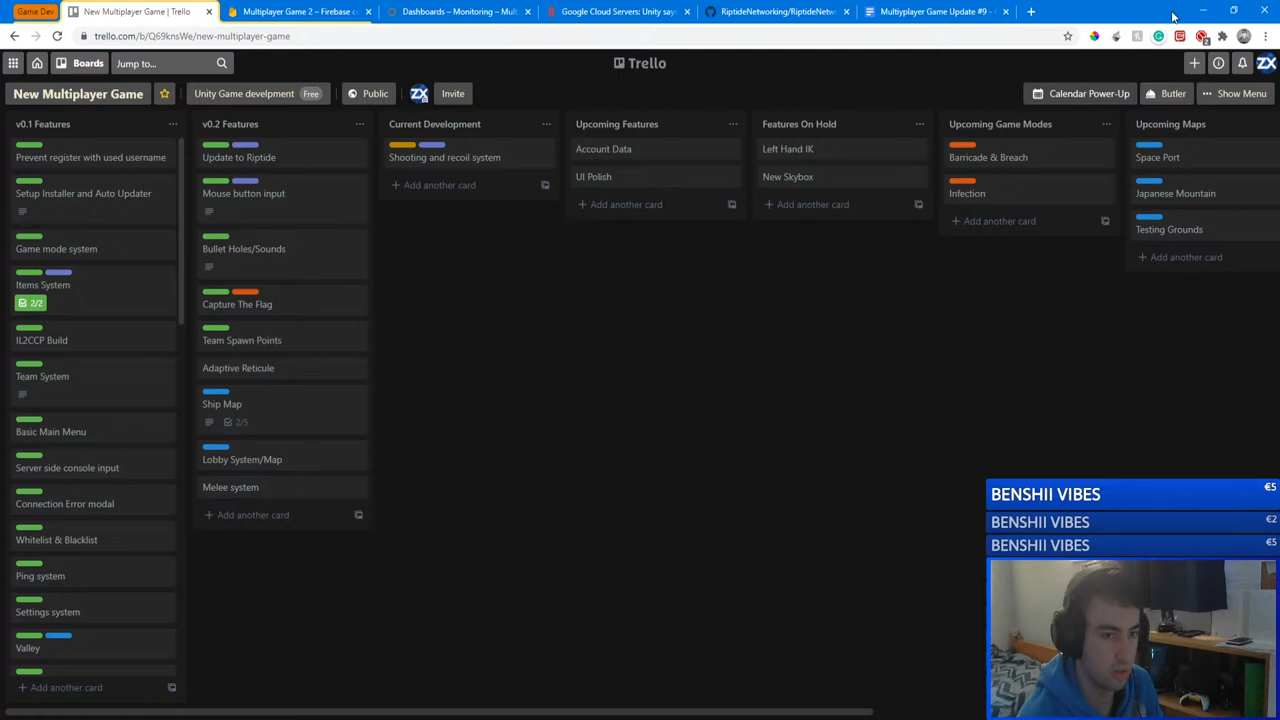 Game Dev
New Multiplayer Game | Trello
Multiplayer Game 2 – Firebase co
Dashboards – Monitoring – Mult
Google Cloud Servers: Unity says
RiptideNetworking/RiptideNetw
Multiyplayer Game Update #9 -
trello.com/b/Q69knsWe/new-multiplayer-game
2
Boards
Jump to...
Trello
ZX
New Multiplayer Game
Unity Game develpment Free
Public
ZX
Invite
Calendar Power-Up
Butler
Show Menu
v0.1 Features
Prevent register with used username
Setup Installer and Auto Updater
Game mode system
Items System
2/2
IL2CCP Build
Team System
Basic Main Menu
Server side console input
Connection Error modal
Whitelist & Blacklist
Ping system
Settings system
Valley
+ Add another card
v0.2 Features
Update to Riptide
Mouse button input
Bullet Holes/Sounds
Capture The Flag
Team Spawn Points
Adaptive Reticule
Ship Map
2/5
Lobby System/Map
Melee system
+ Add another card
Current Development
Shooting and recoil system
+ Add another card
Upcoming Features
Account Data
UI Polish
+ Add another card
Features On Hold
Left Hand IK
New Skybox
+ Add another card
Upcoming Game Modes
Barricade & Breach
Infection
+ Add another card
Upcoming Maps
Space Port
Japanese Mountain
Testing Grounds
+ Add another card
BENSHII VIBES €5
BENSHII VIBES €2
BENSHII VIBES €5